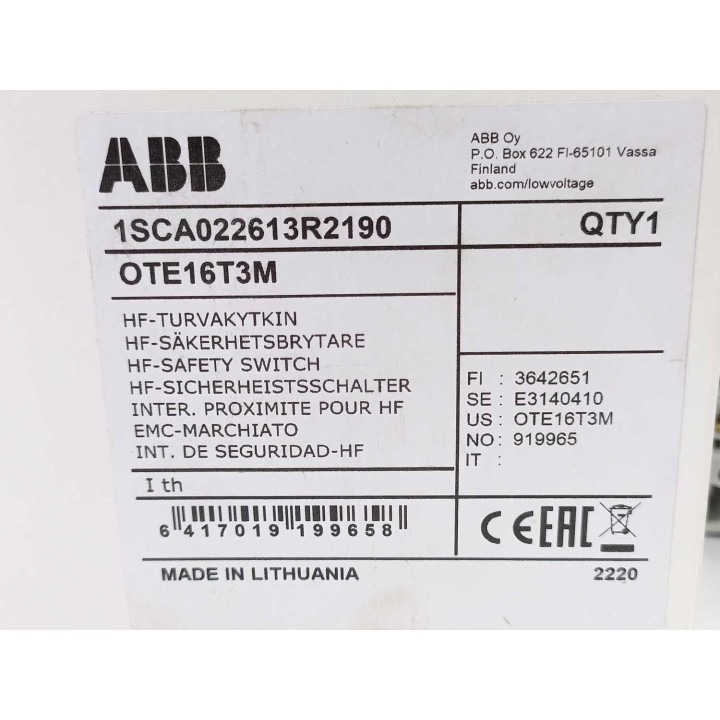 ABB
ABB Oy
P.O. Box 622 FI-65101 Vassa
Finland
abb.com/lowvoltage
1SCA022613R2190
QTY1
OTE16T3M
HF-TURVAKYTKIN
HF-SÄKERHETSBRYTARE
HF-SAFETY SWITCH
HF-SICHERHEISTSSCHALTER
INTER. PROXIMITE POUR HF
EMC-MARCHIATO
INT. DE SEGURIDAD-HF
FI : 3642651
SE : E3140410
US : OTE16T3M
NO : 919965
IT :
I th
6 417019 199658
CE EAC
MADE IN LITHUANIA
2220